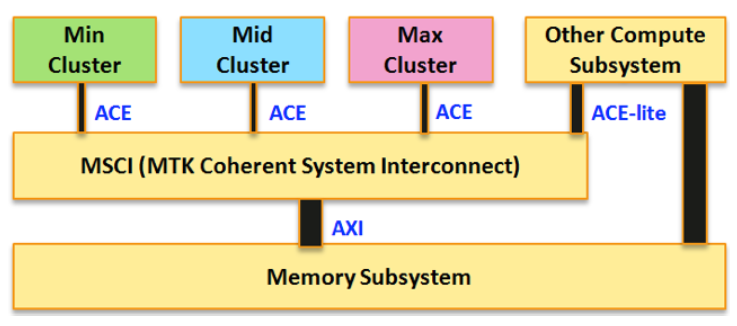 Min
Cluster
Mid
Cluster
Max
Cluster
Other Compute
Subsystem
ACE
ACE
ACE
ACE-lite
MSCI (MTK Coherent System Interconnect)
AXI
Memory Subsystem